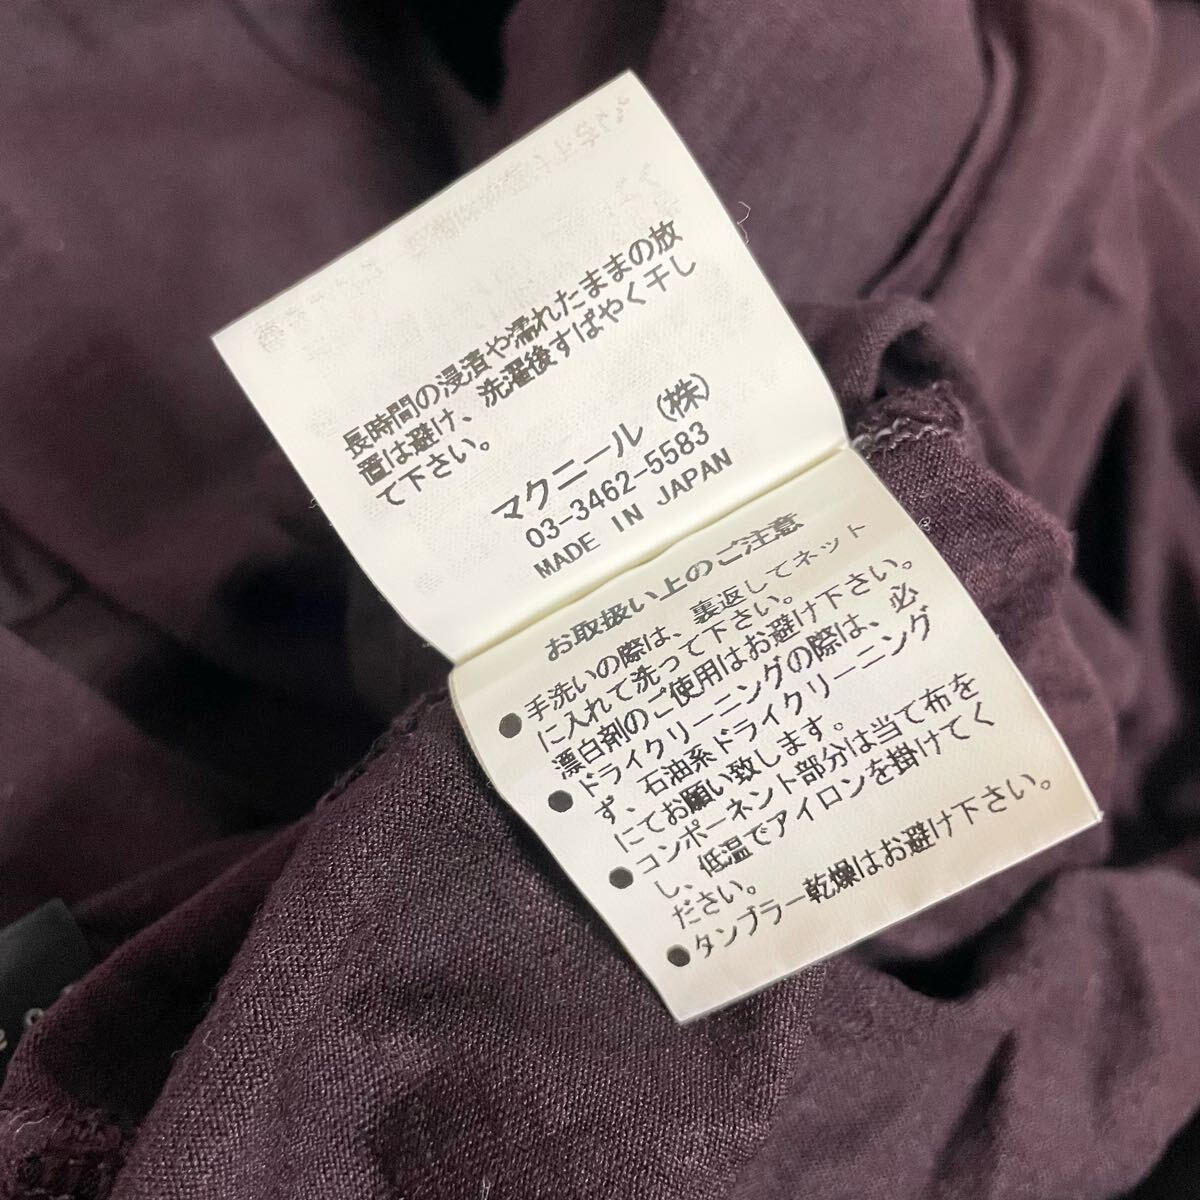 長時間の浸漬や濡れたままの放
置は避け、洗濯後すばやく干し
て下さい。
マクニール(株)
03-3462-5583
MADE IN JAPAN
お取扱い上のご注意
●手洗いの際は、裏返してネット
に入れて洗って下さい。
漂白剤のご使用はお避け下さい。
●ドライクリーニングの際は、必
ず、石油系ドライクリーニング
にてお願い致します。
●コンポーネント部分は当て布を
し、低温でアイロンを掛けてく
ださい。
●タンブラー乾燥はお避け下さい。